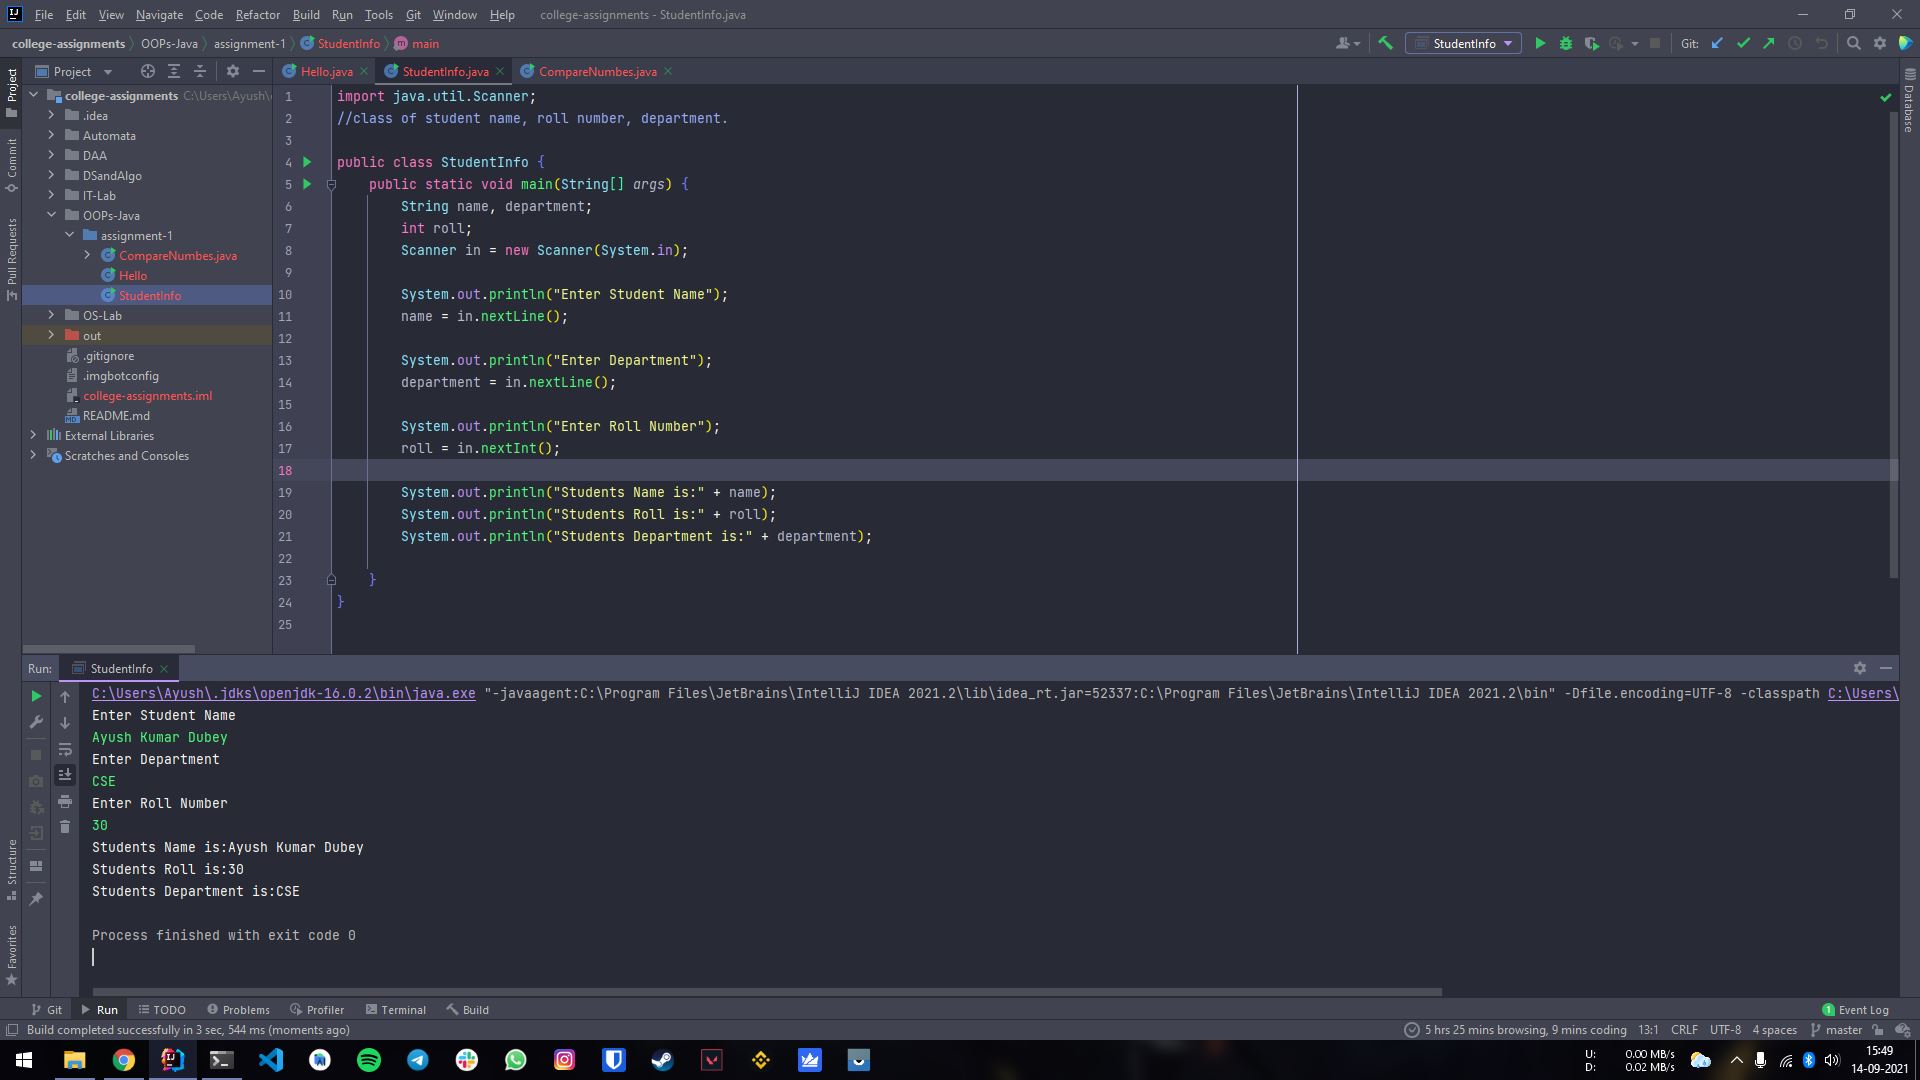 File Edit View Navigate Code Refactor Build Run Tools Git Window Help college-assignments - StudentInfo.java
college-assignments OOPs-Java assignment-1 StudentInfo main StudentInfo Git:
Project Hello.java StudentInfo.java CompareNumbes.java
Project
Commit
Pull Requests
Structure
Favorites
Database
college-assignments C:\Users\Ayush\
.idea
Automata
DAA
DSandAlgo
IT-Lab
OOPs-Java
assignment-1
CompareNumbes.java
Hello
StudentInfo
OS-Lab
out
.gitignore
.imgbotconfig
college-assignments.iml
README.md
External Libraries
Scratches and Consoles
1 import java.util.Scanner;
2 //class of student name, roll number, department.
3
4 public class StudentInfo {
5 public static void main(String[] args) {
6 String name, department;
7 int roll;
8 Scanner in = new Scanner(System.in);
9
10 System.out.println("Enter Student Name");
11 name = in.nextLine();
12
13 System.out.println("Enter Department");
14 department = in.nextLine();
15
16 System.out.println("Enter Roll Number");
17 roll = in.nextInt();
18
19 System.out.println("Students Name is:" + name);
20 System.out.println("Students Roll is:" + roll);
21 System.out.println("Students Department is:" + department);
22
23 }
24 }
25
Run: StudentInfo
C:\Users\Ayush\.jdks\openjdk-16.0.2\bin\java.exe "-javaagent:C:\Program Files\JetBrains\IntelliJ IDEA 2021.2\lib\idea_rt.jar=52337:C:\Program Files\JetBrains\IntelliJ IDEA 2021.2\bin" -Dfile.encoding=UTF-8 -classpath C:\Users\
Enter Student Name
Ayush Kumar Dubey
Enter Department
CSE
Enter Roll Number
30
Students Name is:Ayush Kumar Dubey
Students Roll is:30
Students Department is:CSE
Process finished with exit code 0
Git Run TODO Problems Profiler Terminal Build 1 Event Log
Build completed successfully in 3 sec, 544 ms (moments ago) 5 hrs 25 mins browsing, 9 mins coding 13:1 CRLF UTF-8 4 spaces master
U: 0.00 MB/s
D: 0.02 MB/s
15:49
14-09-2021